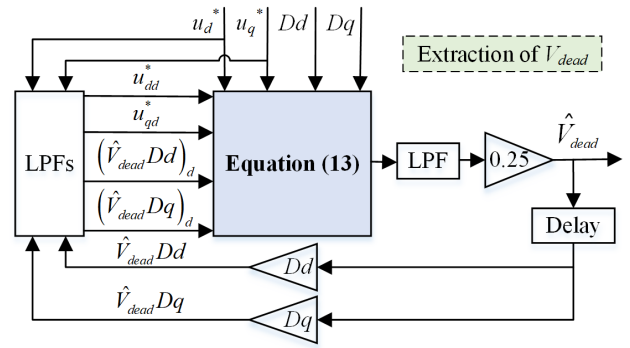 u_d^* u_q^* Dd Dq
Extraction of V_dead
u_dd^*
u_qd^*
(V̂_dead Dd)_d
(V̂_dead Dq)_d
LPFs
Equation (13)
LPF
0.25
V̂_dead
Delay
V̂_dead Dd
Dd
V̂_dead Dq
Dq